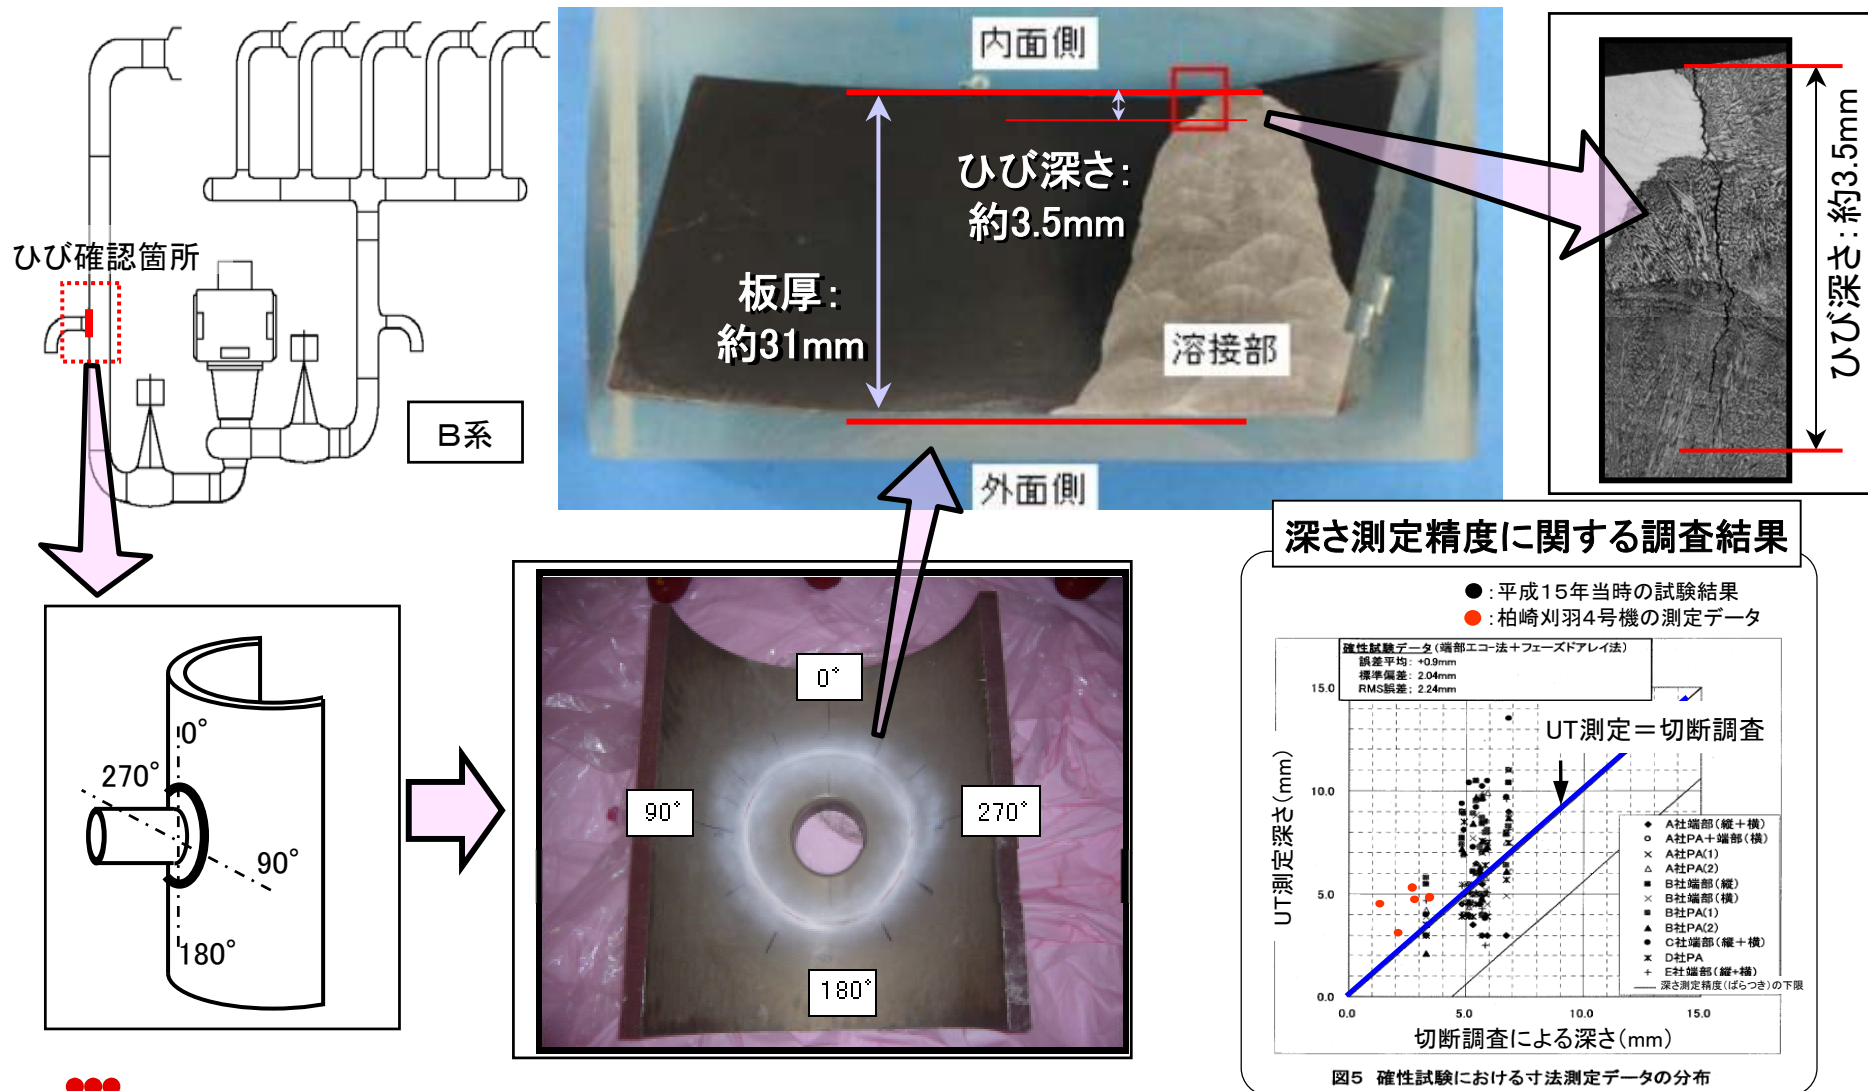 ひび確認箇所
B系
内面側
ひび深さ:
約3.5mm
板厚:
約31mm
溶接部
外面側
ひび深さ:約3.5mm
0°
270°
90°
180°
0°
90°
270°
180°
深さ測定精度に関する調査結果
●:平成15年当時の試験結果
●:柏崎刈羽4号機の測定データ
確性試験データ(端部エコー法+フェーズドアレイ法)
誤差平均: +0.9mm
標準偏差: 2.04mm
RMS誤差: 2.24mm
UT測定=切断調査
UT測定深さ(mm)
15.0
10.0
5.0
0.0
A社端部(縦+横)
A社PA+端部(横)
A社PA(1)
A社PA(2)
B社端部(縦)
B社端部(横)
B社PA(1)
B社PA(2)
C社端部(縦+横)
D社PA
E社端部(縦+横)
深さ測定精度(ばらつき)の下限
0.0 5.0 10.0 15.0
切断調査による深さ(mm)
図5 確性試験における寸法測定データの分布